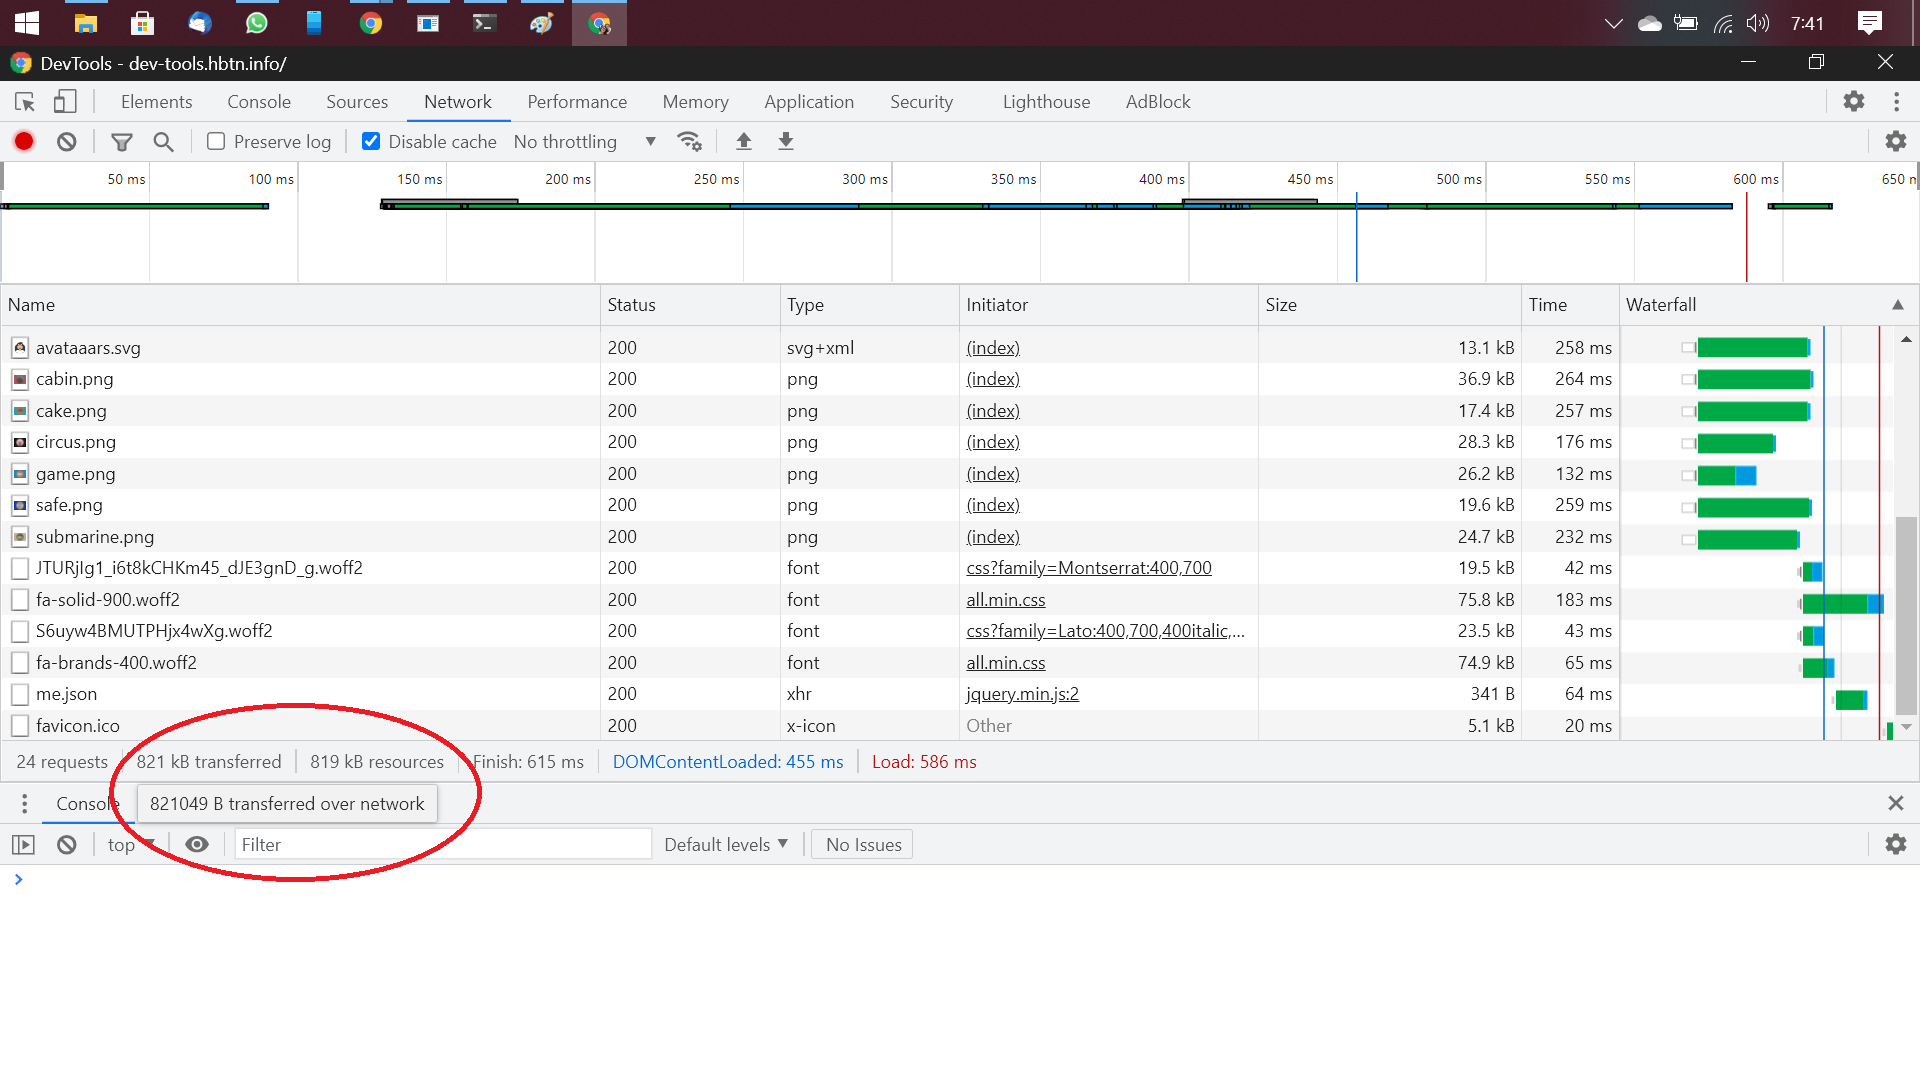 7:41
DevTools - dev-tools.hbtn.info/
Elements Console Sources Network Performance Memory Application Security Lighthouse AdBlock
Preserve log Disable cache No throttling
50 ms 100 ms 150 ms 200 ms 250 ms 300 ms 350 ms 400 ms 450 ms 500 ms 550 ms 600 ms 650 m
Name Status Type Initiator Size Time Waterfall
avataaars.svg 200 svg+xml (index) 13.1 kB 258 ms
cabin.png 200 png (index) 36.9 kB 264 ms
cake.png 200 png (index) 17.4 kB 257 ms
circus.png 200 png (index) 28.3 kB 176 ms
game.png 200 png (index) 26.2 kB 132 ms
safe.png 200 png (index) 19.6 kB 259 ms
submarine.png 200 png (index) 24.7 kB 232 ms
JTURjIg1_i6t8kCHKm45_dJE3gnD_g.woff2 200 font css?family=Montserrat:400,700 19.5 kB 42 ms
fa-solid-900.woff2 200 font all.min.css 75.8 kB 183 ms
S6uyw4BMUTPHjx4wXg.woff2 200 font css?family=Lato:400,700,400italic,... 23.5 kB 43 ms
fa-brands-400.woff2 200 font all.min.css 74.9 kB 65 ms
me.json 200 xhr jquery.min.js:2 341 B 64 ms
favicon.ico 200 x-icon Other 5.1 kB 20 ms
24 requests 821 kB transferred 819 kB resources Finish: 615 ms DOMContentLoaded: 455 ms Load: 586 ms
Console 821049 B transferred over network
top Filter Default levels No Issues